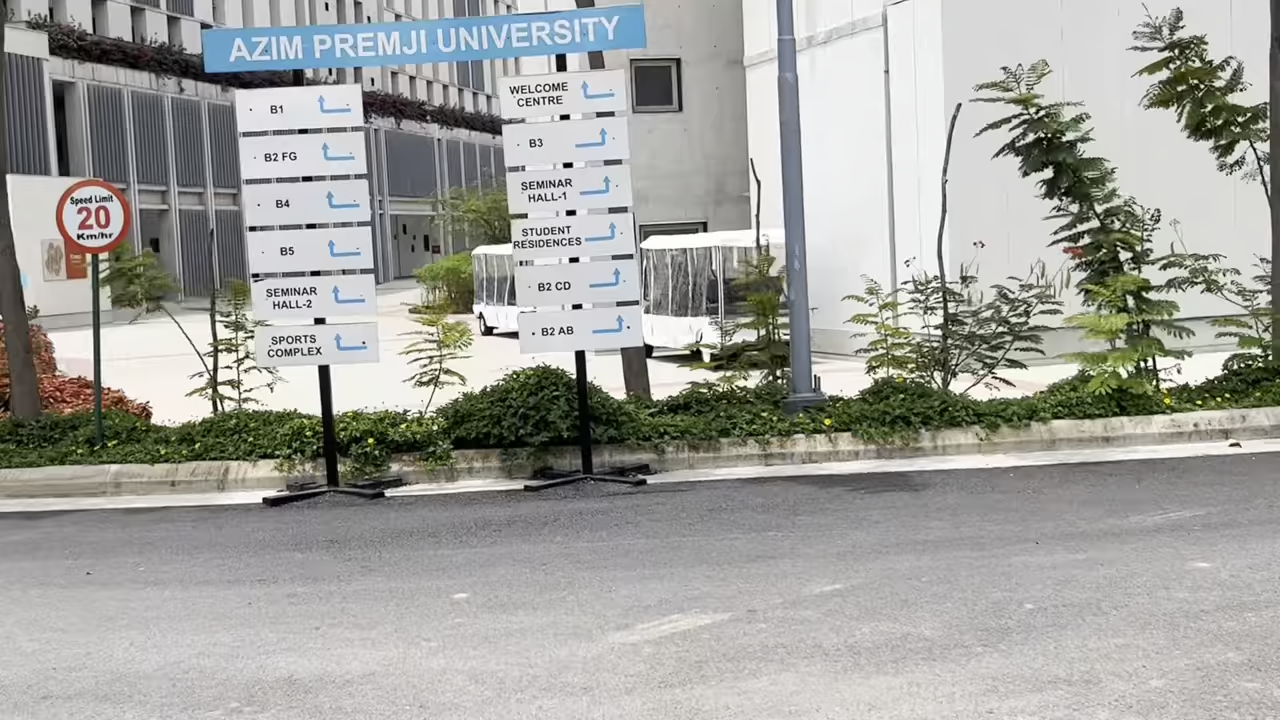 AZIM PREMJI UNIVERSITY
B1
B2 FG
B4
B5
SEMINAR
HALL-2
SPORTS
COMPLEX
WELCOME
CENTRE
B3
SEMINAR
HALL-1
STUDENT
RESIDENCES
B2 CD
B2 AB
Speed Limit
20
Km/hr